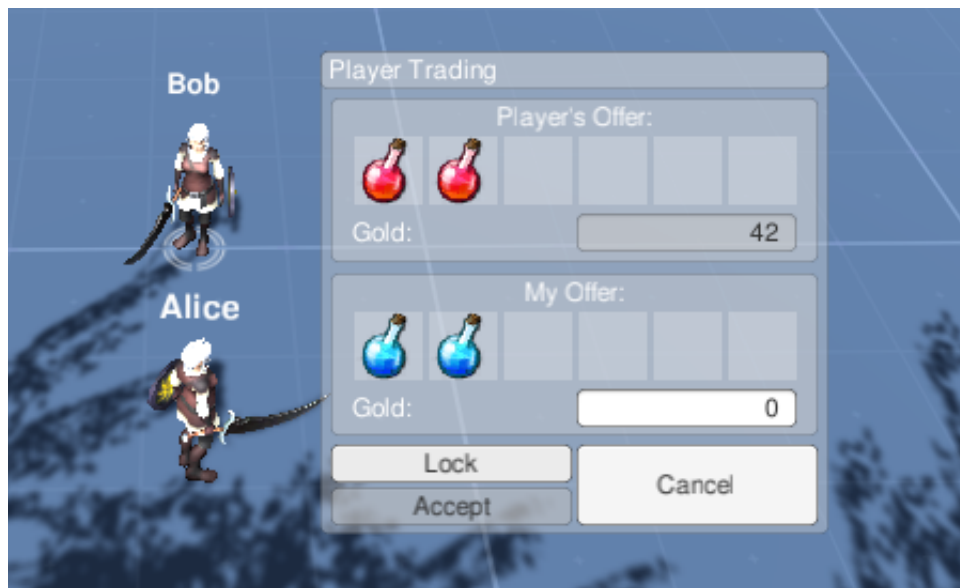 Bob
Alice
Player Trading
Player's Offer:
Gold: 42
My Offer:
Gold: 0
Lock
Accept
Cancel